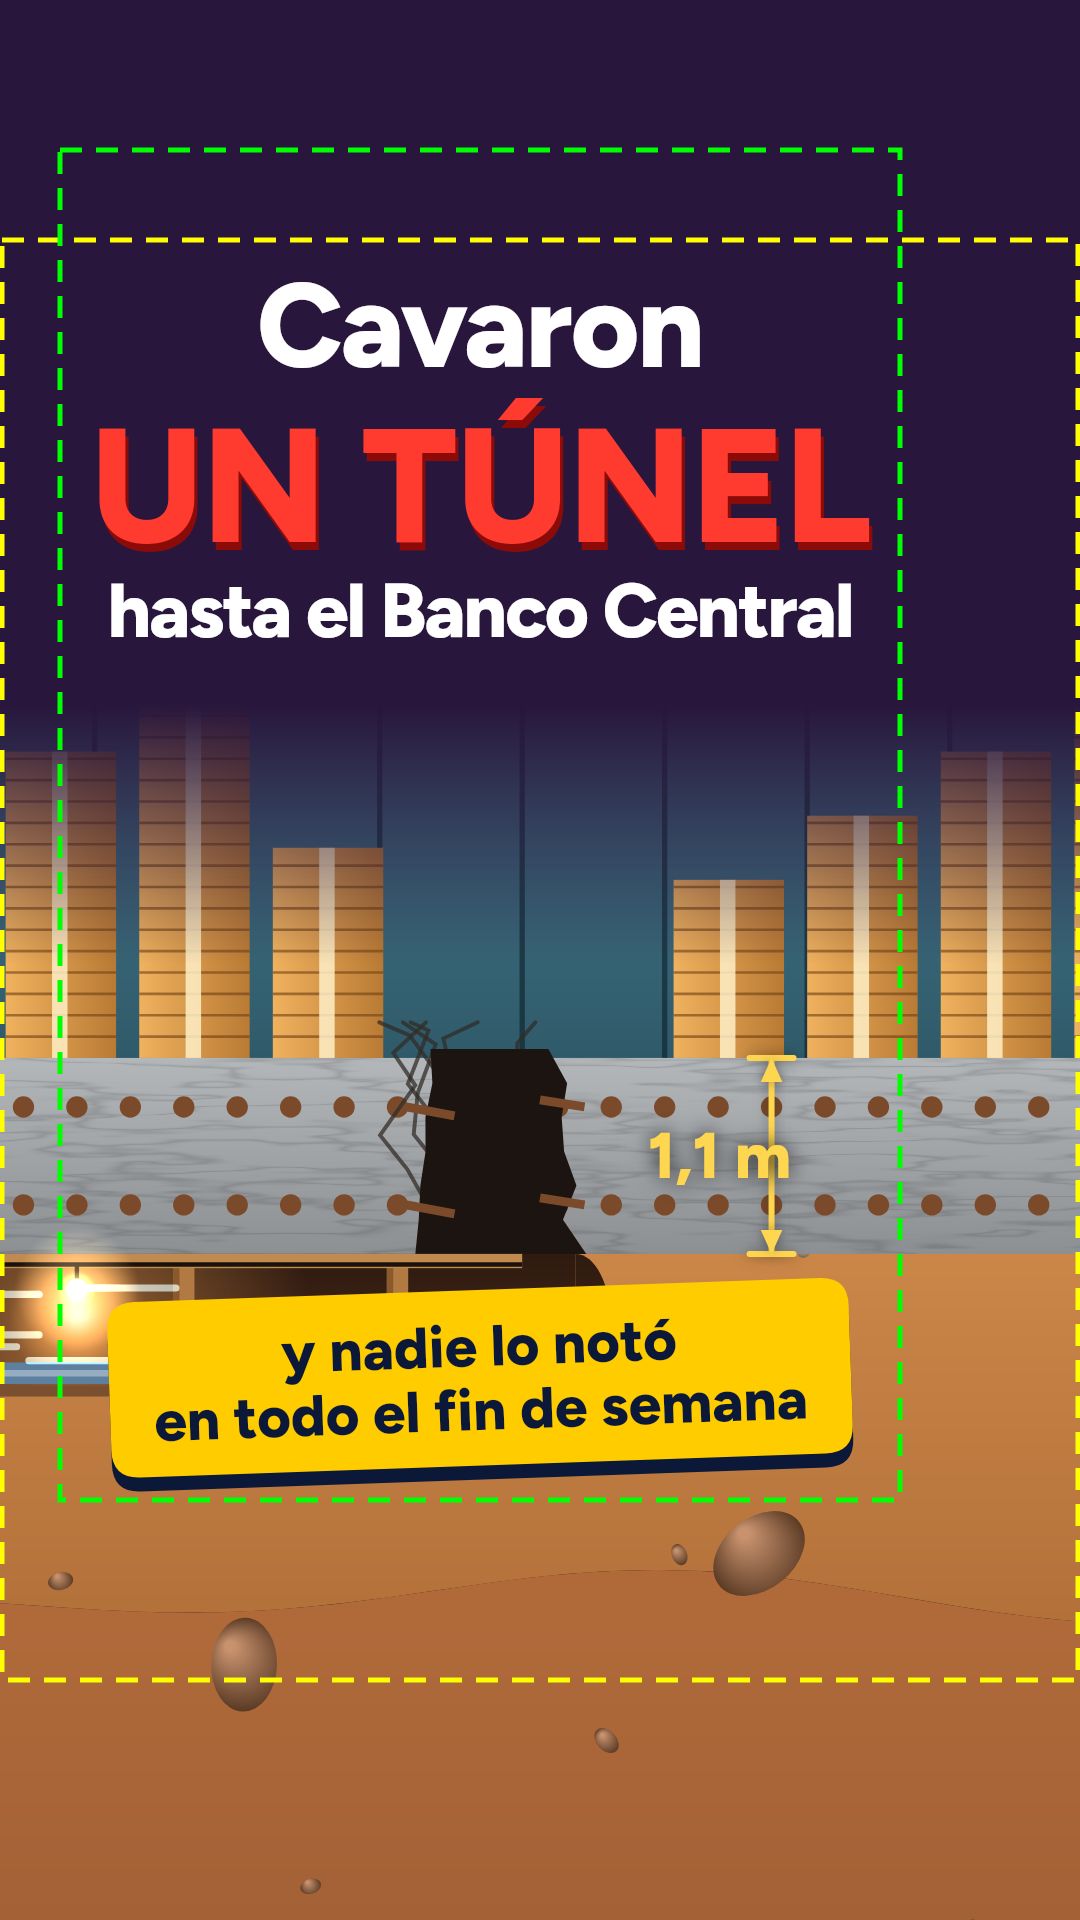 Cavaron
UN TÚNEL
hasta el Banco Central
1,1 m
y nadie lo notó
en todo el fin de semana